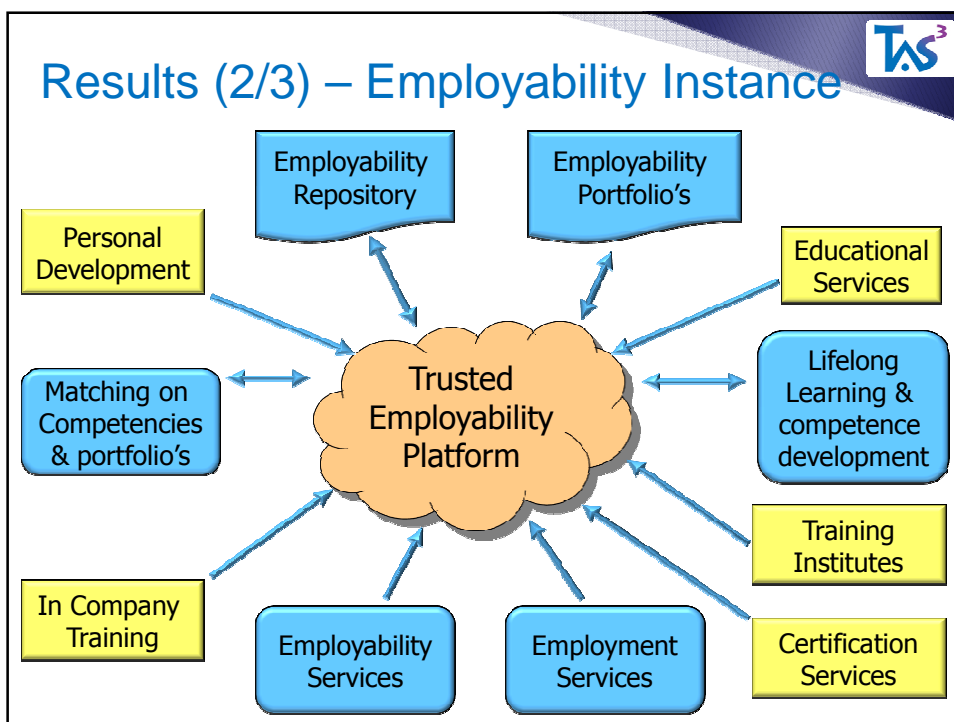 TAS³
Results (2/3) – Employability Instance
Employability
Repository
Employability
Portfolio's
Personal
Development
Educational
Services
Matching on
Competencies
& portfolio's
Trusted
Employability
Platform
Lifelong
Learning &
competence
development
Training
Institutes
In Company
Training
Employability
Services
Employment
Services
Certification
Services